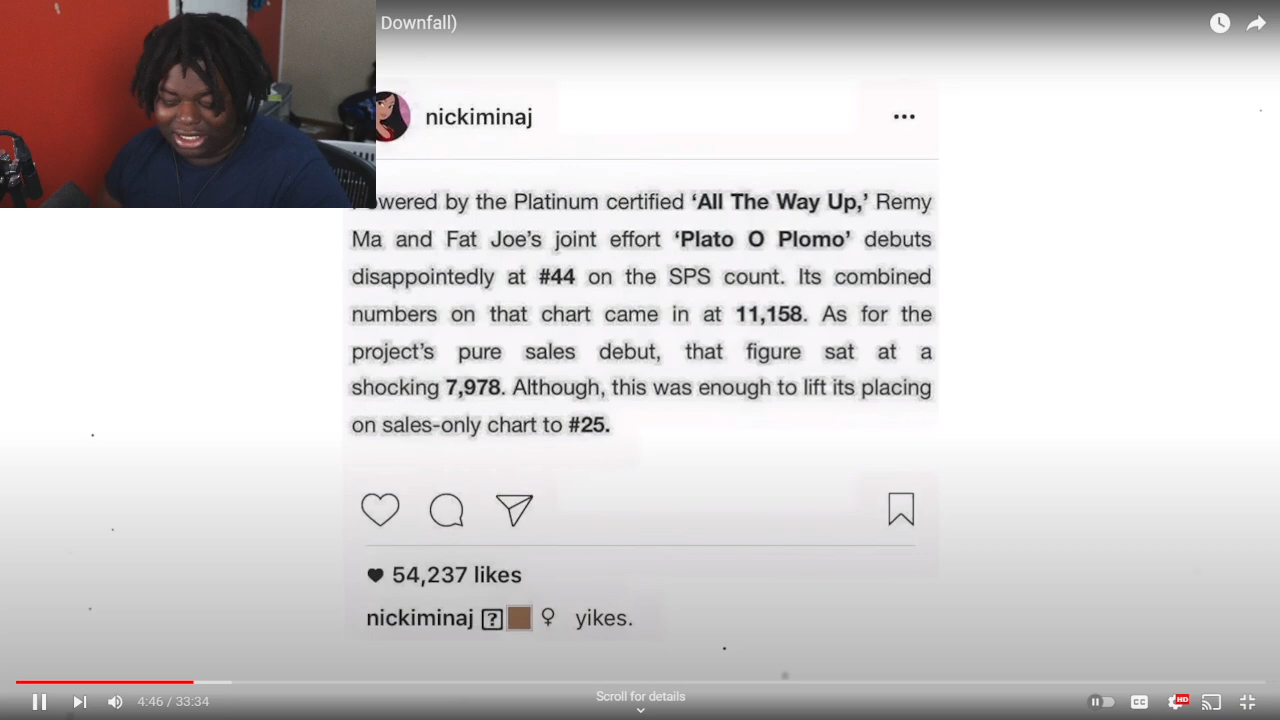 Downfall)
nickiminaj
owered by the Platinum certified ‘All The Way Up,’ Remy
Ma and Fat Joe’s joint effort ‘Plato O Plomo’ debuts
disappointedly at #44 on the SPS count. Its combined
numbers on that chart came in at 11,158. As for the
project’s pure sales debut, that figure sat at a
shocking 7,978. Although, this was enough to lift its placing
on sales-only chart to #25.
54,237 likes
nickiminaj yikes.
4:46 / 33:34
Scroll for details
CC
HD